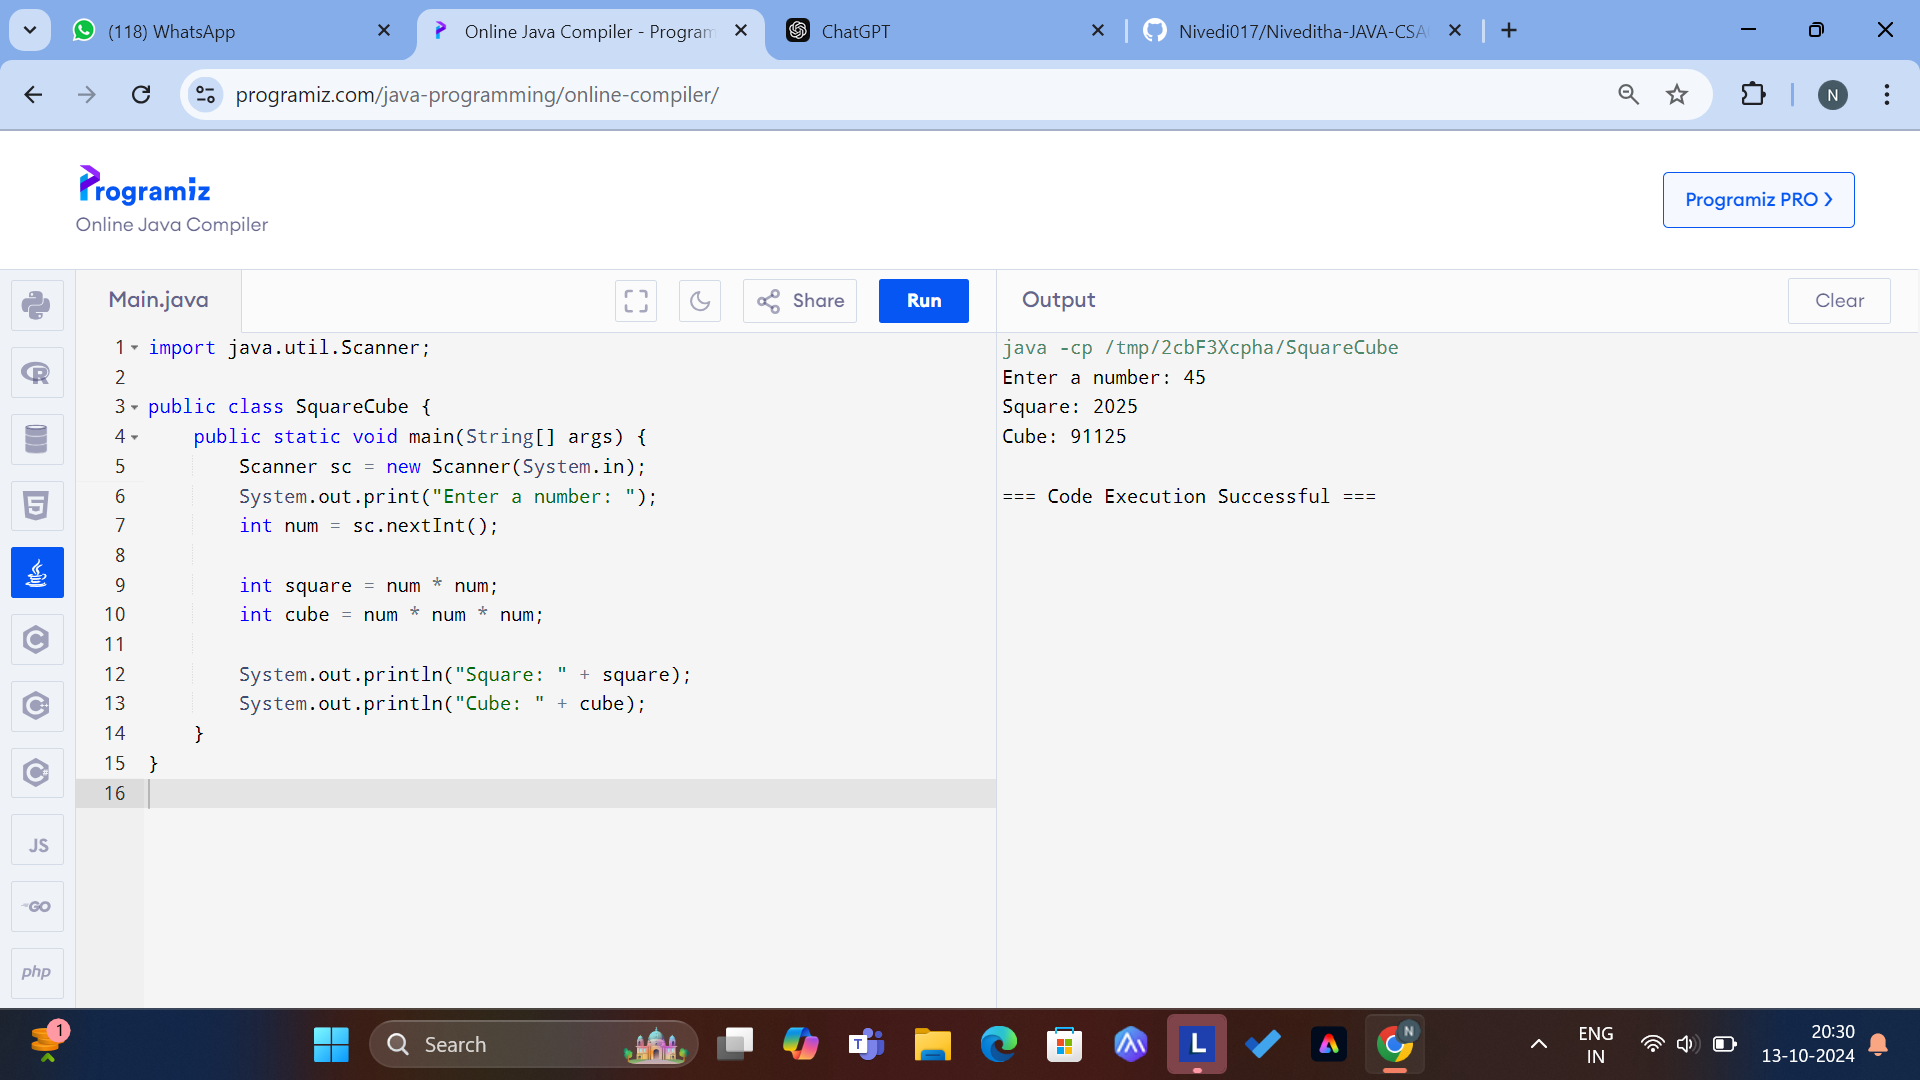 (118) WhatsApp
Online Java Compiler - Program
ChatGPT
Nivedi017/Niveditha-JAVA-CSA
programiz.com/java-programming/online-compiler/
N
Programiz
Online Java Compiler
Programiz PRO
Main.java
Share
Run
Output
Clear
1 import java.util.Scanner;
2
3 public class SquareCube {
4 public static void main(String[] args) {
5 Scanner sc = new Scanner(System.in);
6 System.out.print("Enter a number: ");
7 int num = sc.nextInt();
8
9 int square = num * num;
10 int cube = num * num * num;
11
12 System.out.println("Square: " + square);
13 System.out.println("Cube: " + cube);
14 }
15 }
16
java -cp /tmp/2cbF3Xcpha/SquareCube
Enter a number: 45
Square: 2025
Cube: 91125
=== Code Execution Successful ===
R
5
C
C++
C#
JS
GO
php
1
Search
T
L
N
ENG
IN
20:30
13-10-2024